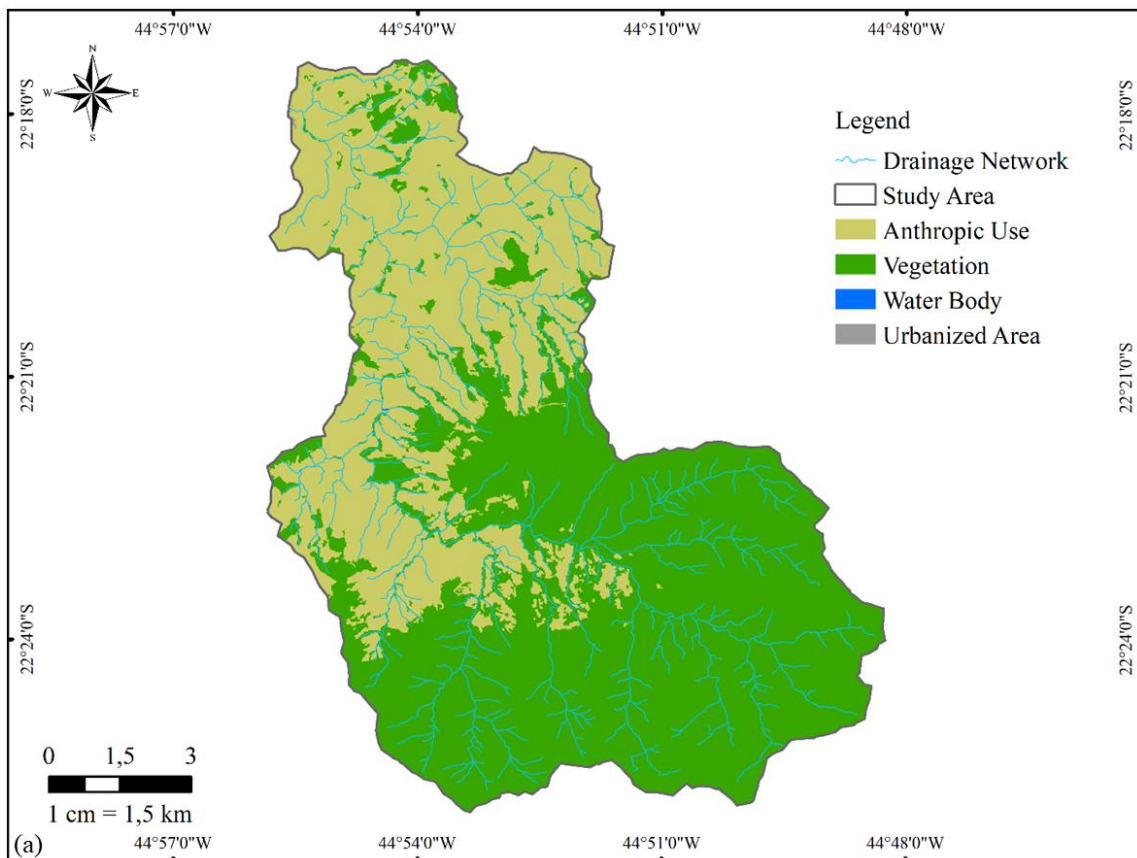 44°57'0"W 44°54'0"W 44°51'0"W 44°48'0"W
N
W E
S
22°18'0"S 22°18'0"S
Legend
Drainage Network
Study Area
Anthropic Use
Vegetation
Water Body
Urbanized Area
22°21'0"S 22°21'0"S
22°24'0"S 22°24'0"S
0 1,5 3
1 cm = 1,5 km
(a)
44°57'0"W 44°54'0"W 44°51'0"W 44°48'0"W